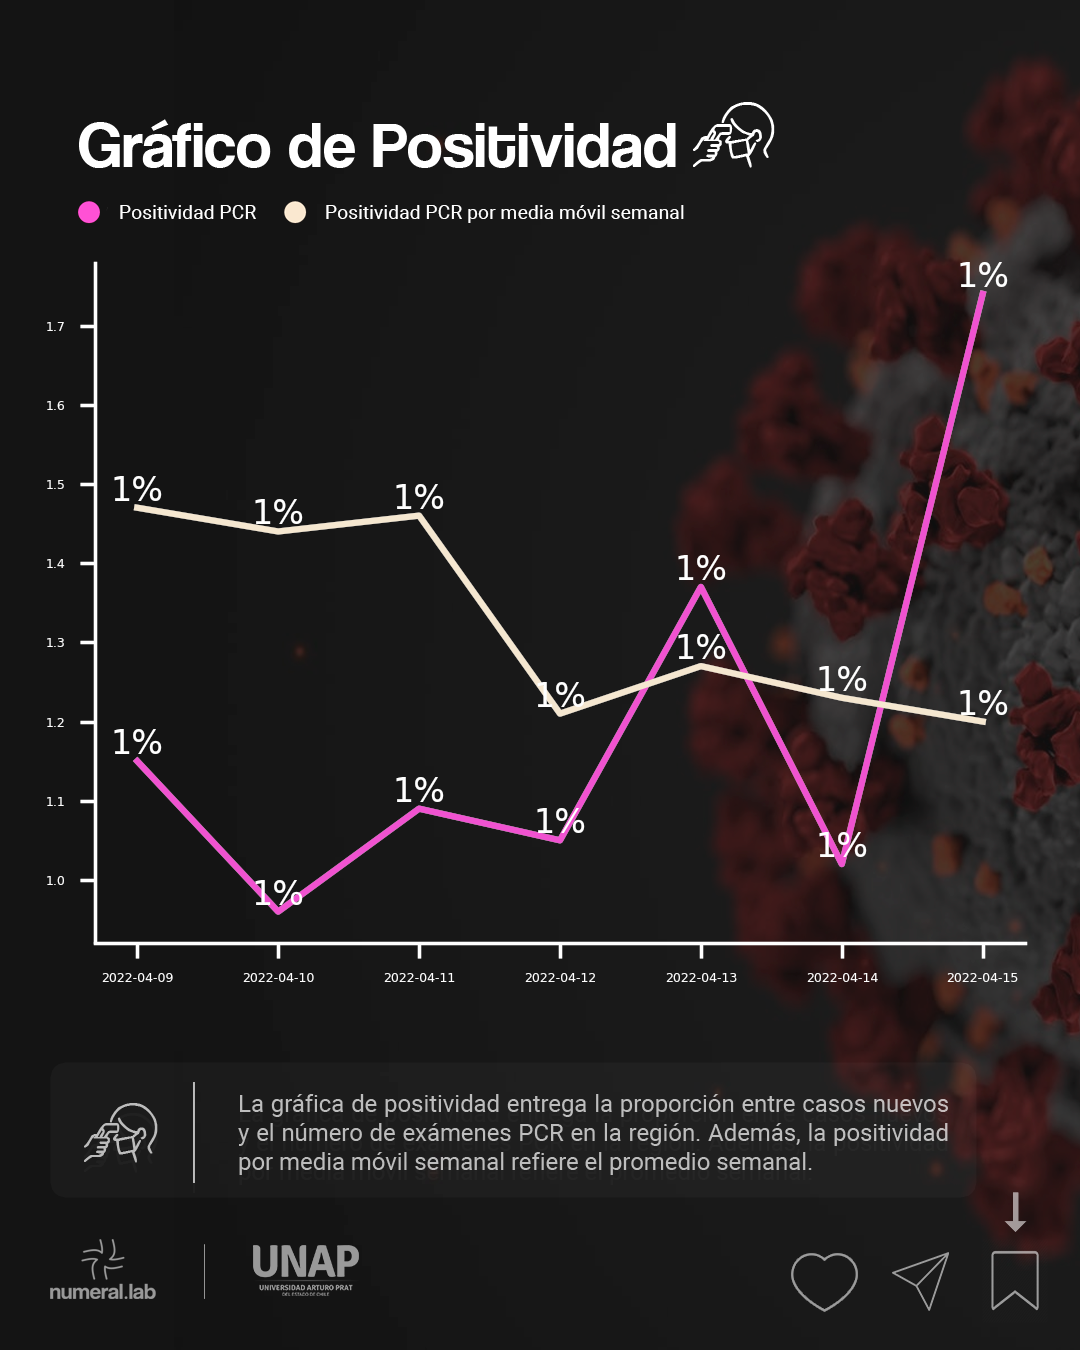 Gráfico de Positividad
Positividad PCR
Positividad PCR por media móvil semanal
1%
1.7
1.6
1.5
1%
1%
1%
1.4
1%
1.3
1%
1%
1%
1%
1.2
1%
1.1
1%
1%
1%
1.0
1%
2022-04-09 2022-04-10 2022-04-11 2022-04-12 2022-04-13 2022-04-14 2022-04-15
La gráfica de positividad entrega la proporción entre casos nuevos
y el número de exámenes PCR en la región. Además, la positividad
por media móvil semanal refiere el promedio semanal.
numeral.lab
UNAP
UNIVERSIDAD ARTURO PRAT
DEL ESTADO DE CHILE